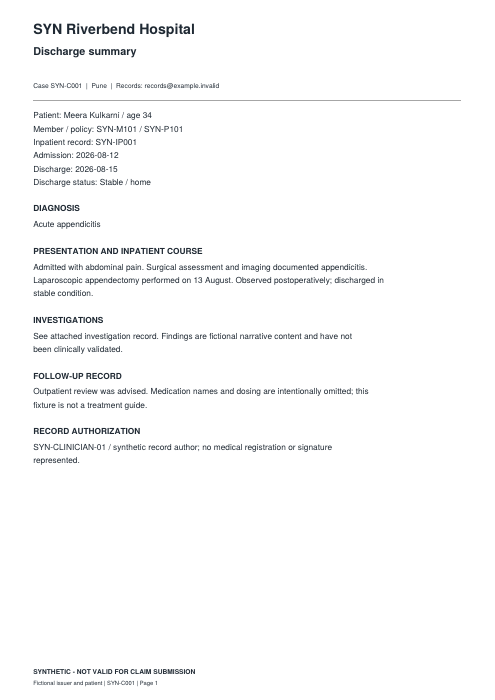 SYN Riverbend Hospital
Discharge summary
Case SYN-C001 | Pune | Records: records@example.invalid
Patient: Meera Kulkarni / age 34
Member / policy: SYN-M101 / SYN-P101
Inpatient record: SYN-IP001
Admission: 2026-08-12
Discharge: 2026-08-15
Discharge status: Stable / home
DIAGNOSIS
Acute appendicitis
PRESENTATION AND INPATIENT COURSE
Admitted with abdominal pain. Surgical assessment and imaging documented appendicitis.
Laparoscopic appendectomy performed on 13 August. Observed postoperatively; discharged in
stable condition.
INVESTIGATIONS
See attached investigation record. Findings are fictional narrative content and have not
been clinically validated.
FOLLOW-UP RECORD
Outpatient review was advised. Medication names and dosing are intentionally omitted; this
fixture is not a treatment guide.
RECORD AUTHORIZATION
SYN-CLINICIAN-01 / synthetic record author; no medical registration or signature
represented.
SYNTHETIC - NOT VALID FOR CLAIM SUBMISSION
Fictional issuer and patient | SYN-C001 | Page 1